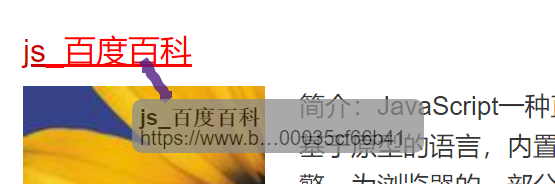 js_百度百科
js_百度百科
https://www.b...00035cf66b41
简介：JavaScript一种
基于原型的语言，内置